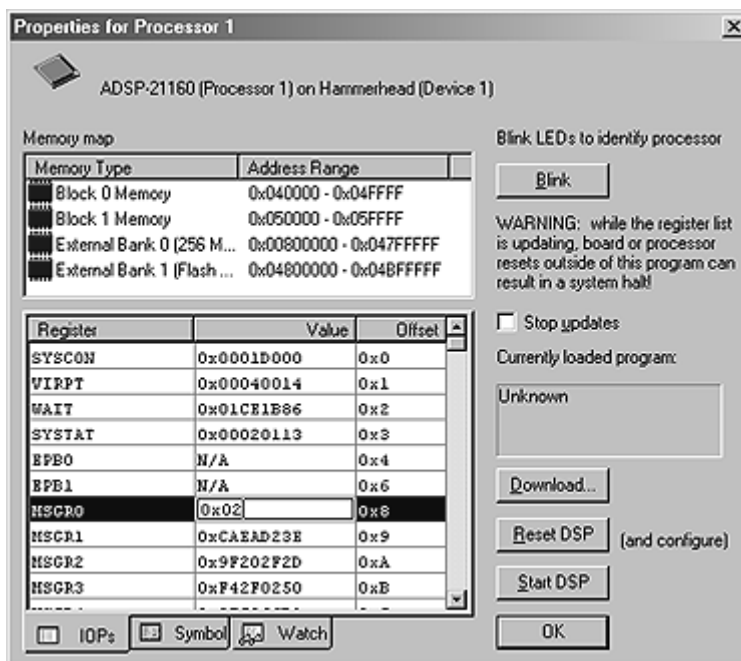 Properties for Processor 1
ADSP-21160 (Processor 1) on Hammerhead (Device 1)
Memory map
Memory Type Address Range
Block 0 Memory 0x040000 - 0x04FFFF
Block 1 Memory 0x050000 - 0x05FFFF
External Bank 0 (256 M... 0x00800000 - 0x047FFFFF
External Bank 1 (Flash ... 0x04800000 - 0x04BFFFFF
Register Value Offset
SYSCON 0x0001D000 0x0
VIRPT 0x00040014 0x1
WAIT 0x01CE1B86 0x2
SYSTAT 0x00020113 0x3
EPB0 N/A 0x4
EPB1 N/A 0x6
MSGR0 0x02 0x8
MSGR1 0xCAEAD23E 0x9
MSGR2 0x9F202F2D 0xA
MSGR3 0xF42F0250 0xB
IOPs Symbol Watch
Blink LEDs to identify processor
Blink
WARNING: while the register list
is updating, board or processor
resets outside of this program can
result in a system halt!
Stop updates
Currently loaded program:
Unknown
Download...
Reset DSP (and configure)
Start DSP
OK